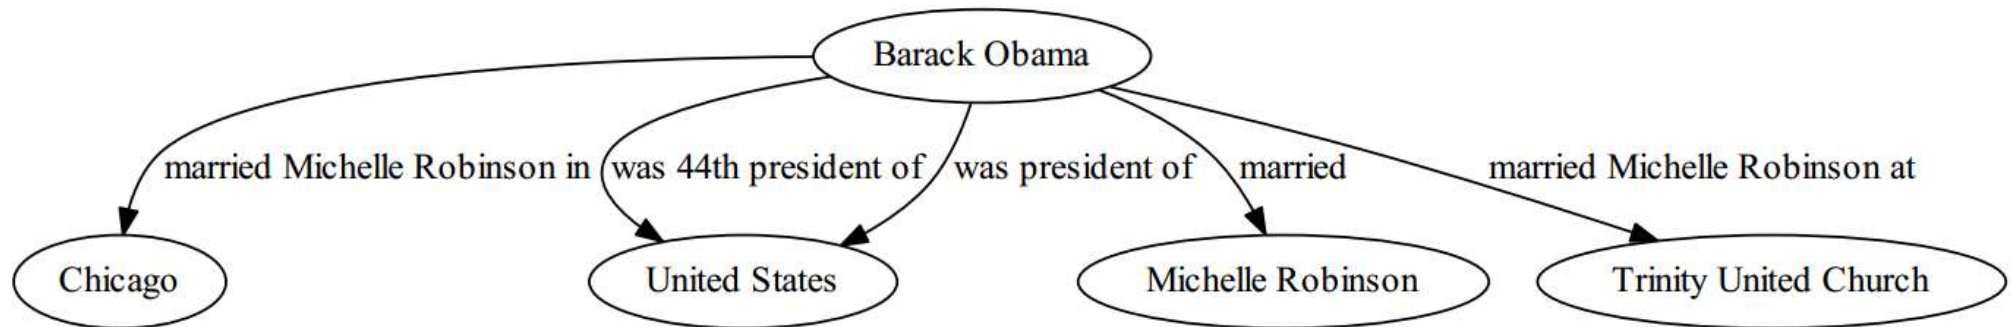 Barack Obama
married Michelle Robinson in
was 44th president of
was president of
married
married Michelle Robinson at
Chicago
United States
Michelle Robinson
Trinity United Church